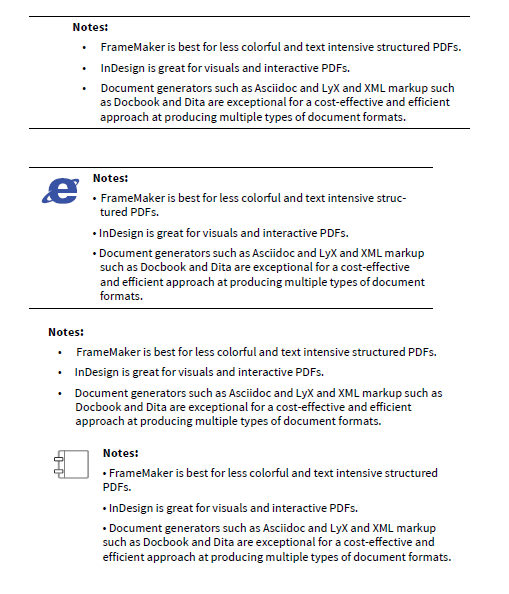 Notes:
• FrameMaker is best for less colorful and text intensive structured PDFs.
• InDesign is great for visuals and interactive PDFs.
• Document generators such as Asciidoc and LyX and XML markup such
as Docbook and Dita are exceptional for a cost-effective and efficient
approach at producing multiple types of document formats.
Notes:
• FrameMaker is best for less colorful and text intensive struc-
tured PDFs.
• InDesign is great for visuals and interactive PDFs.
• Document generators such as Asciidoc and LyX and XML markup
such as Docbook and Dita are exceptional for a cost-effective
and efficient approach at producing multiple types of document
formats.
Notes:
• FrameMaker is best for less colorful and text intensive structured PDFs.
• InDesign is great for visuals and interactive PDFs.
• Document generators such as Asciidoc and LyX and XML markup such as
Docbook and Dita are exceptional for a cost-effective and efficient
approach at producing multiple types of document formats.
Notes:
• FrameMaker is best for less colorful and text intensive structured
PDFs.
• InDesign is great for visuals and interactive PDFs.
• Document generators such as Asciidoc and LyX and XML markup
such as Docbook and Dita are exceptional for a cost-effective and
efficient approach at producing multiple types of document formats.